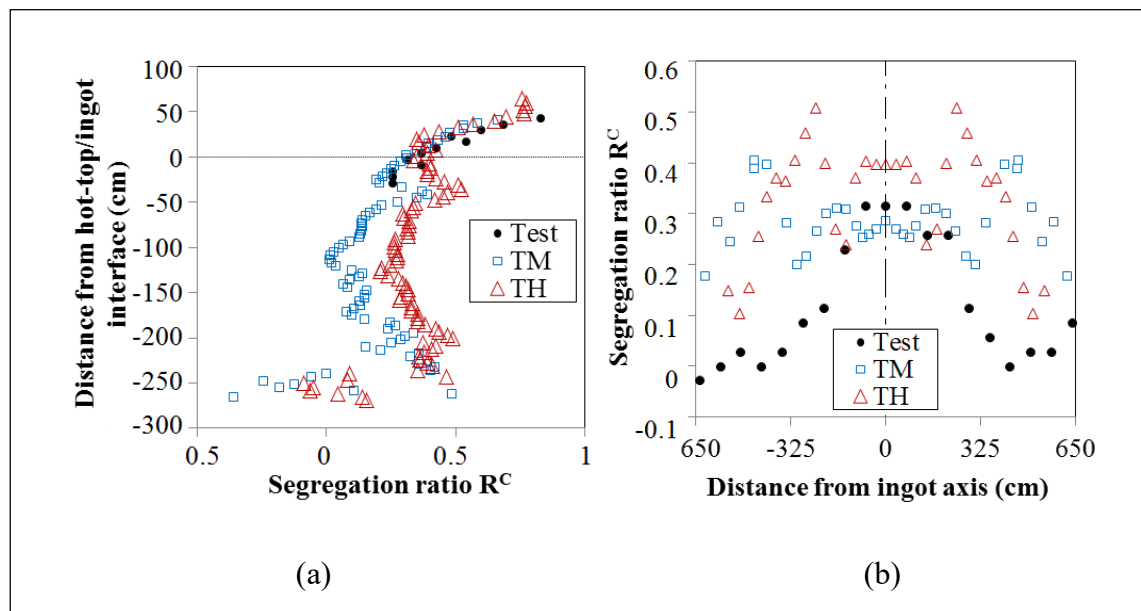 100
50
0
-50
-100
-150
-200
-250
-300
Distance from hot-top/ingot
interface (cm)
Test
TM
TH
0.5 0 0.5 1
Segregation ratio R^C
(a)
0.6
0.5
0.4
0.3
0.2
0.1
0
-0.1
Segregation ratio R^C
Test
TM
TH
650 -325 0 325 650
Distance from ingot axis (cm)
(b)